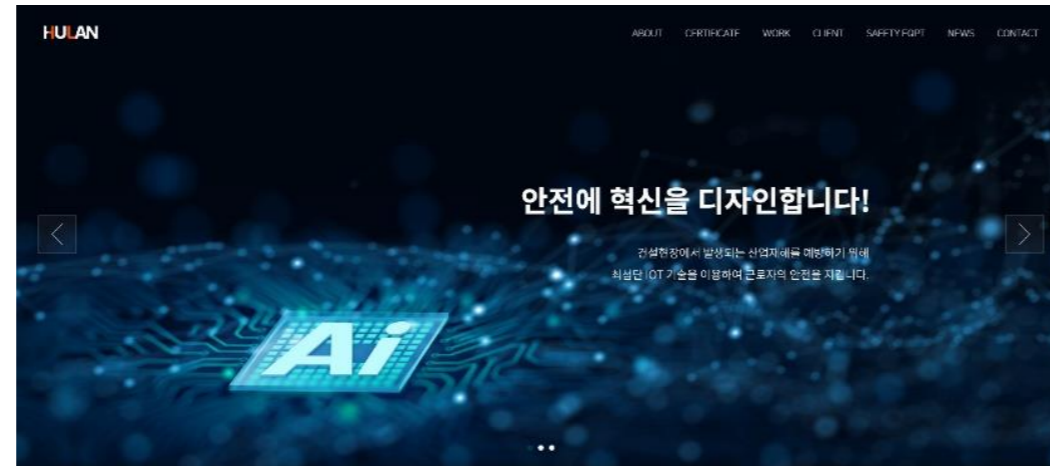 HULAN
ABOUT CERTIFICATE WORK CLIENT SAFETY EQPT NEWS CONTACT
안전에 혁신을 디자인합니다!
건설현장에서 발생되는 산업재해를 예방하기 위해
최첨단 IOT 기술을 이용하여 근로자의 안전을 지킵니다.
Ai